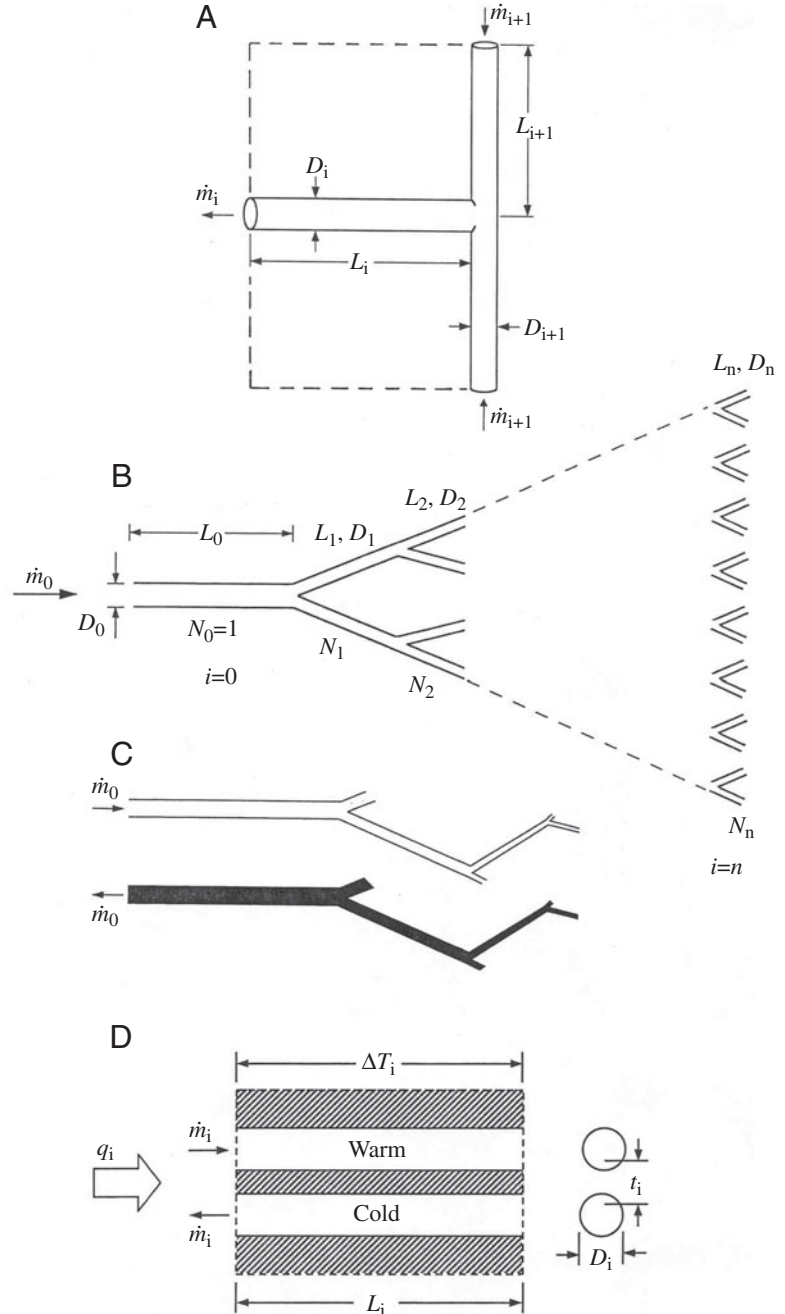 A
ṁi+1
Li+1
Di
ṁi
Li
Di+1
ṁi+1
Ln, Dn
B
L2, D2
L0
L1, D1
ṁ0
D0
N0=1
N1
i=0
N2
C
ṁ0
Nn
i=n
ṁ0
D
ΔTi
ṁi
qi
Warm
ti
Cold
ṁi
Di
Li